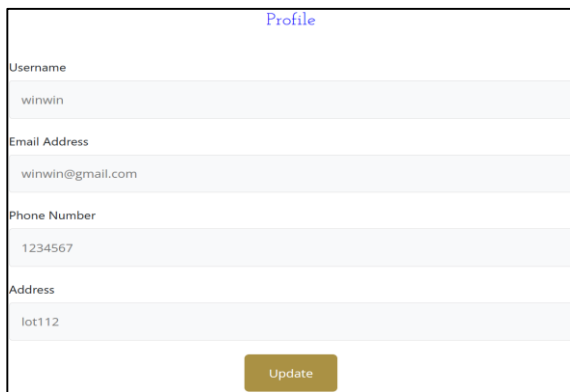 Profile
Username
winwin
Email Address
winwin@gmail.com
Phone Number
1234567
Address
lot112
Update